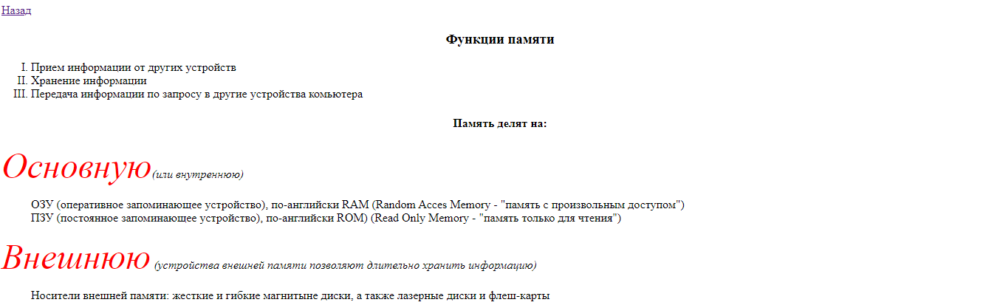 Назад
Функции памяти
I. Прием информации от других устройств
II. Хранение информации
III. Передача информации по запросу в другие устройства комьютера
Память делят на:
Основную (или внутреннюю)
ОЗУ (оперативное запоминающее устройство), по-английски RAM (Random Acces Memory - "память с произвольным доступом")
ПЗУ (постоянное запоминающее устройство), по-английски ROM) (Read Only Memory - "память только для чтения")
Внешнюю (устройства внешней памяти позволяют длительно хранить информацию)
Носители внешней памяти: жесткие и гибкие магнитыне диски, а также лазерные диски и флеш-карты